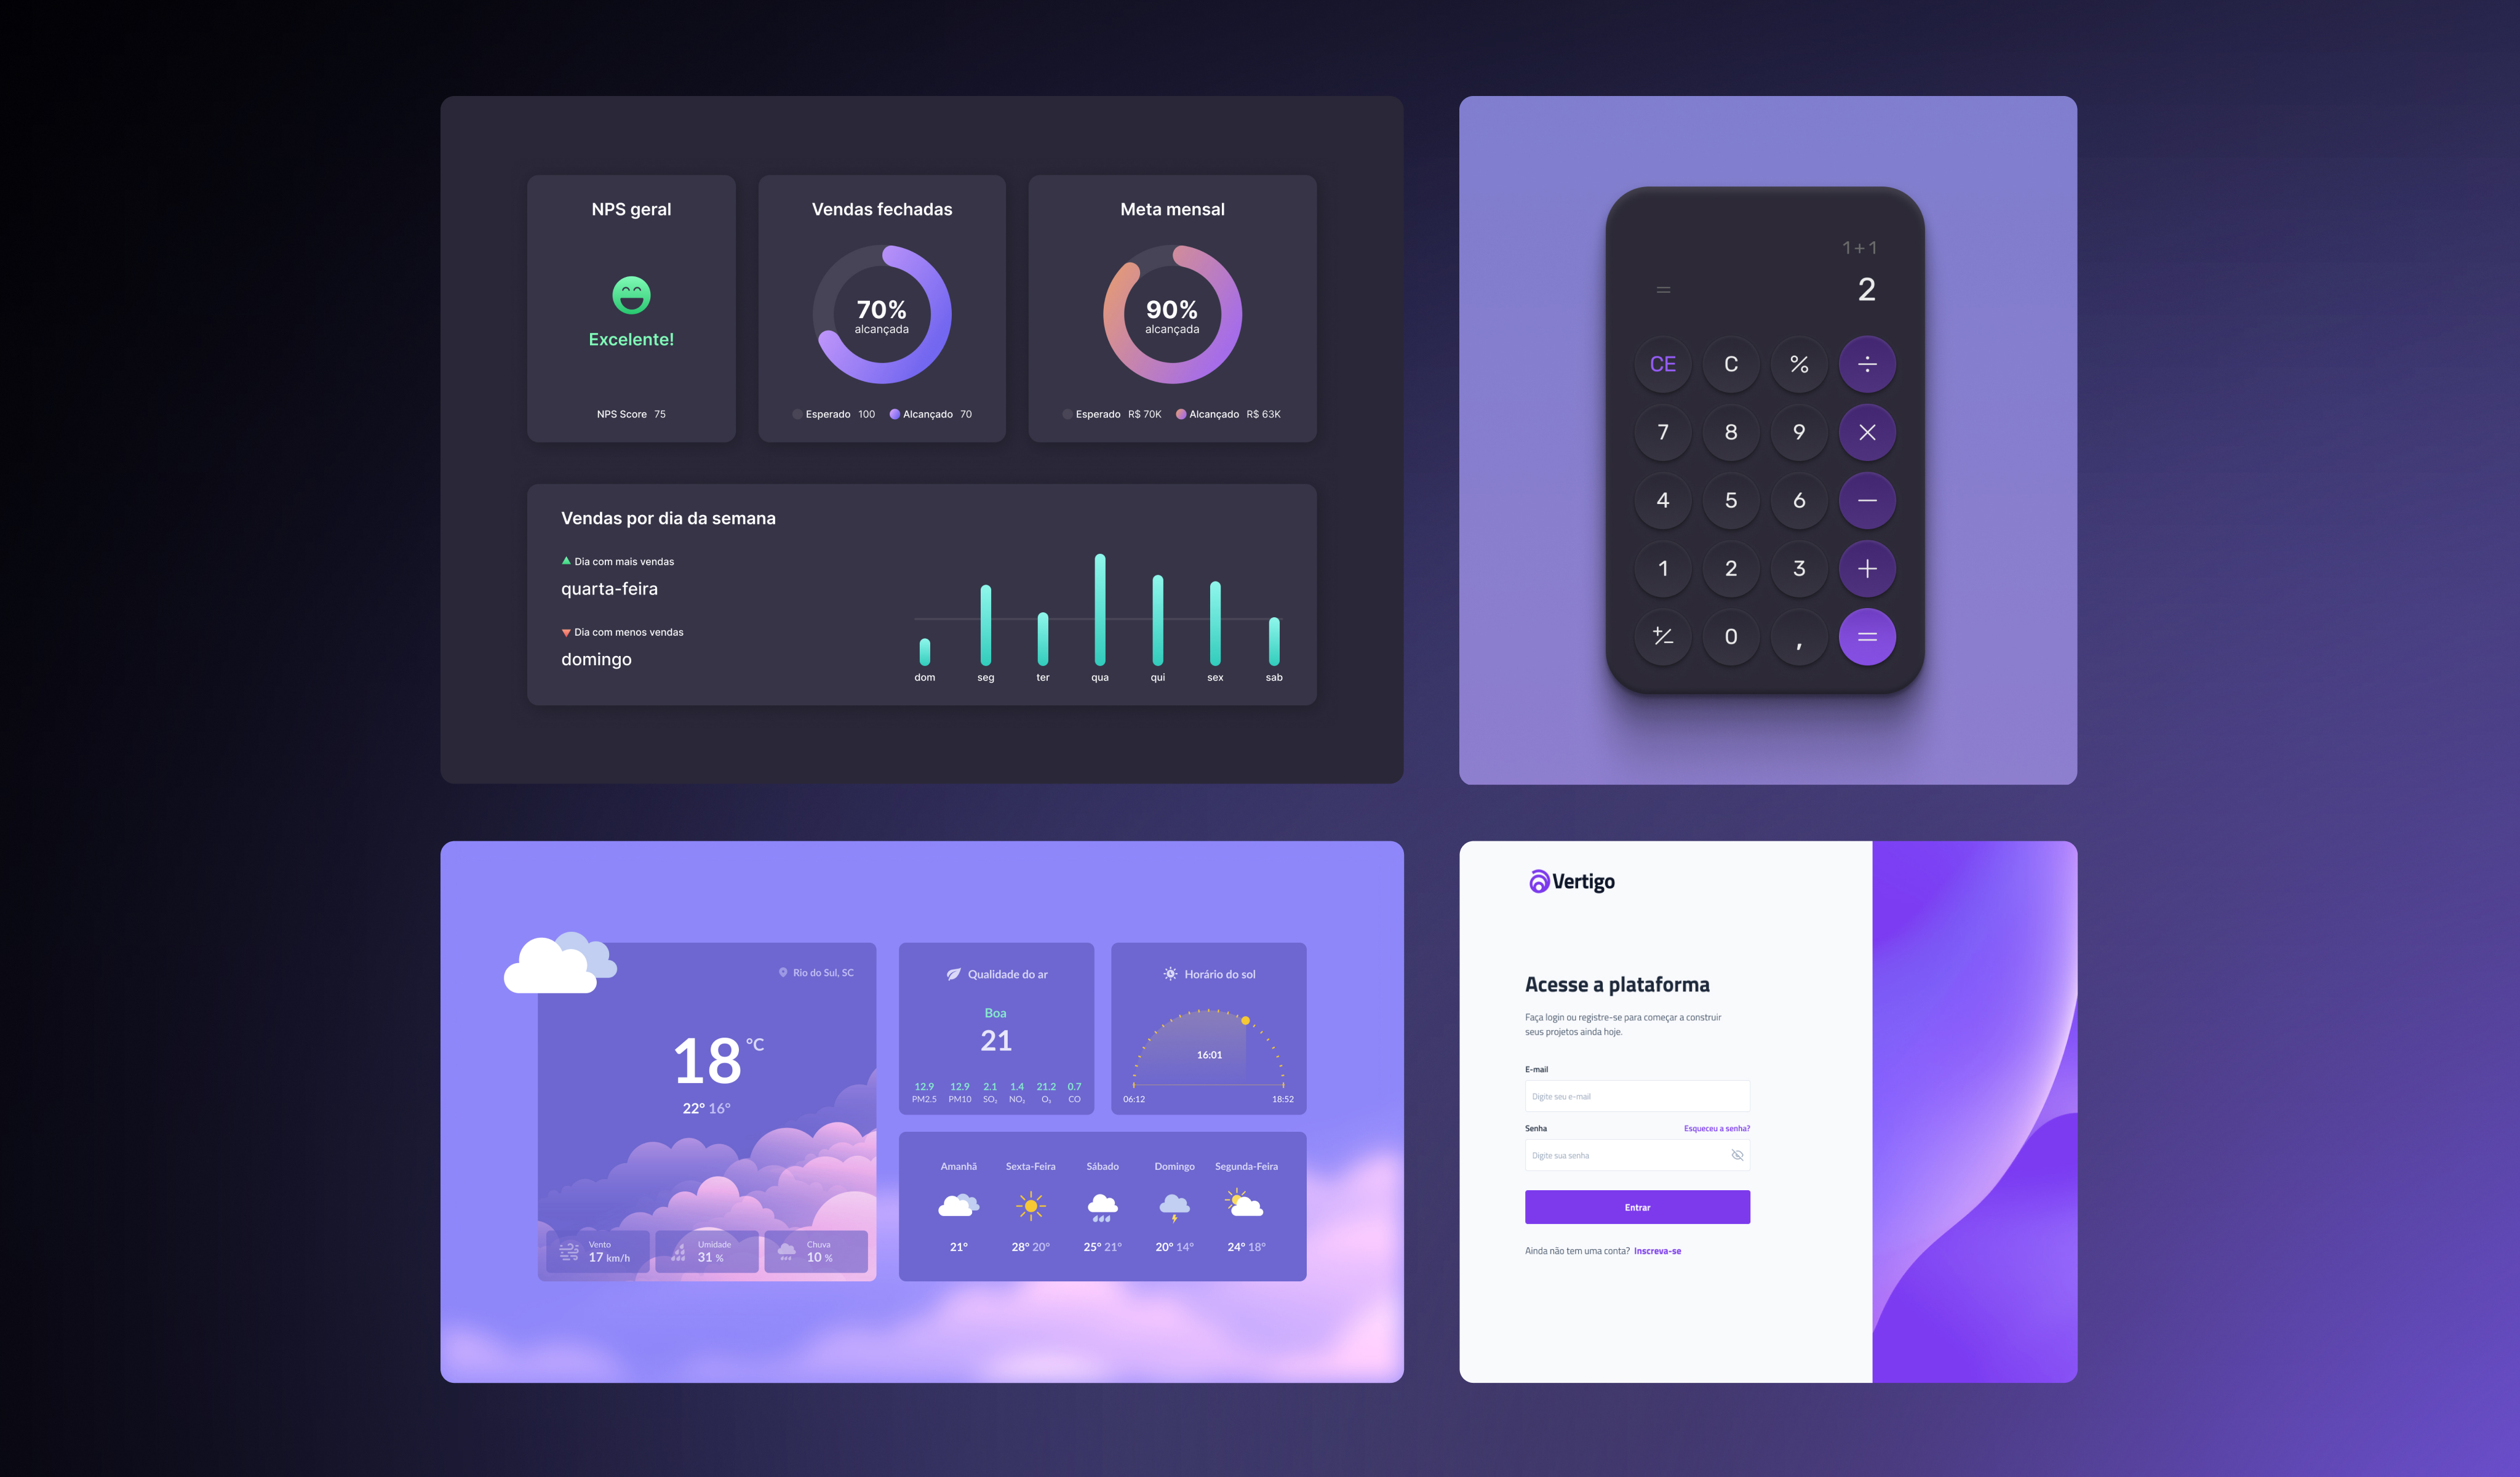 NPS geral
Excelente!
NPS Score 75
Vendas fechadas
70%
alcançada
Esperado 100 Alcançado 70
Meta mensal
90%
alcançada
Esperado R$ 70K Alcançado R$ 63K
Vendas por dia da semana
Dia com mais vendas
quarta-feira
Dia com menos vendas
domingo
dom seg ter qua qui sex sab
1+1
= 2
CE C % ÷
7 8 9 ×
4 5 6 −
1 2 3 +
+/− 0 , =
Rio do Sul, SC
18 °C
22° 16°
Vento
17 km/h
Umidade
31 %
Chuva
10 %
Qualidade do ar
Boa
21
12.9 12.9 2.1 1.4 21.2 0.7
PM2.5 PM10 SO₂ NO₂ O₃ CO
Horário do sol
16:01
06:12 18:52
Amanhã Sexta-Feira Sábado Domingo Segunda-Feira
21° 28° 20° 25° 21° 20° 14° 24° 18°
Vertigo
Acesse a plataforma
Faça login ou registre-se para começar a construir
seus projetos ainda hoje.
E-mail
Digite seu e-mail
Senha Esqueceu a senha?
Digite sua senha
Entrar
Ainda não tem uma conta? Inscreva-se